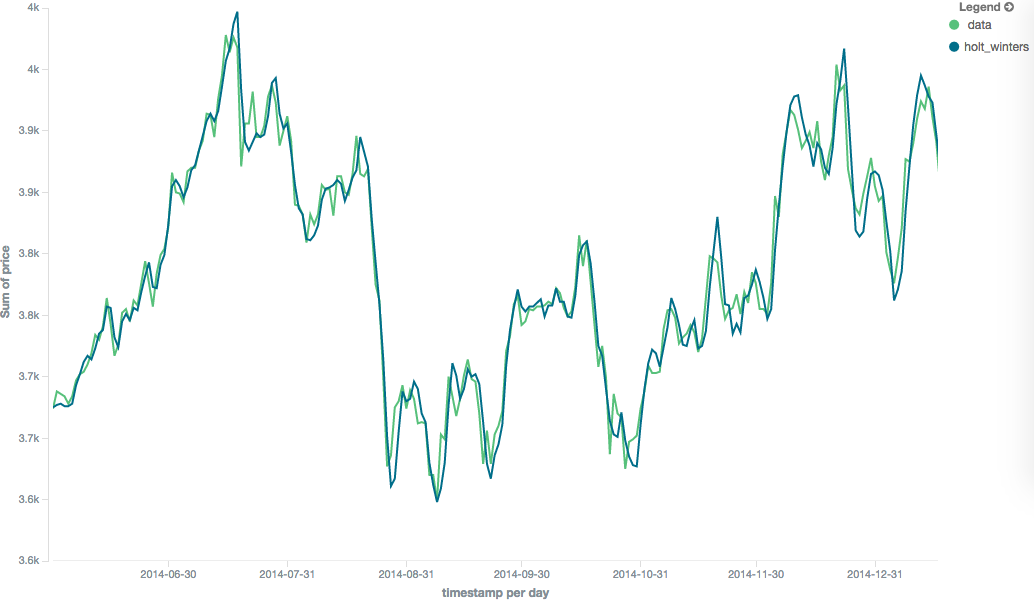 Legend
data
holt_winters
4k
4k
3.9k
3.9k
3.8k
3.8k
3.7k
3.7k
3.6k
3.6k
Sum of price
2014-06-30 2014-07-31 2014-08-31 2014-09-30 2014-10-31 2014-11-30 2014-12-31
timestamp per day